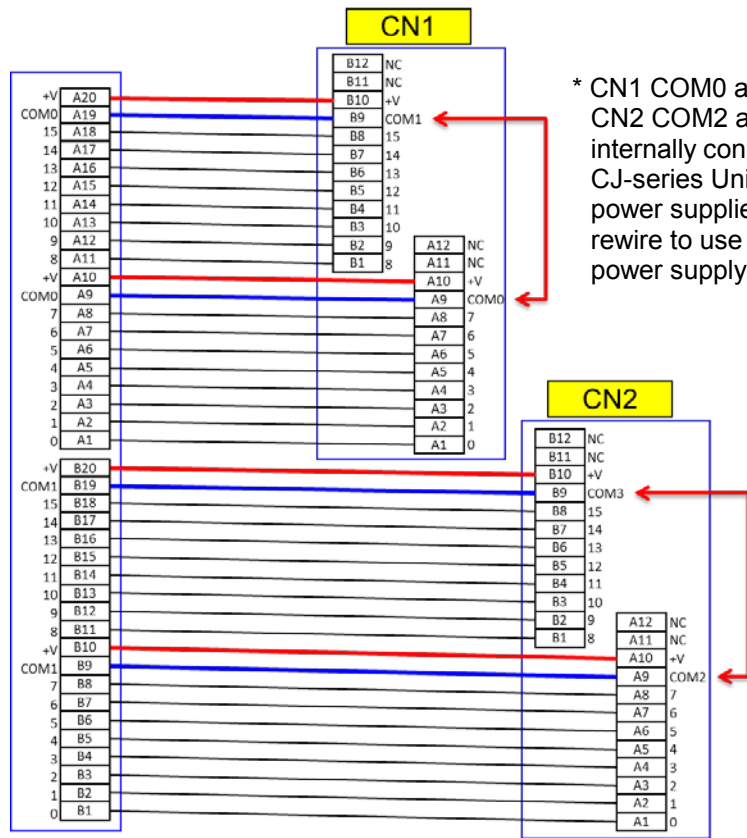 CN1
B12 NC
B11 NC
B10 +V
B9 COM1
B8 15
B7 14
B6 13
B5 12
B4 11
B3 10
B2 9
B1 8
A12 NC
A11 NC
A10 +V
A9 COM0
A8 7
A7 6
A6 5
A5 4
A4 3
A3 2
A2 1
A1 0
+V A20
COM0 A19
15 A18
14 A17
13 A16
12 A15
11 A14
10 A13
9 A12
8 A11
+V A10
COM0 A9
7 A8
6 A7
5 A6
4 A5
3 A4
2 A3
1 A2
0 A1
+V B20
COM1 B19
15 B18
14 B17
13 B16
12 B15
11 B14
10 B13
9 B12
8 B11
+V B10
COM1 B9
7 B8
6 B7
5 B6
4 B5
3 B4
2 B3
1 B2
0 B1
* CN1 COM0 a
CN2 COM2 a
internally con
CJ-series Uni
power supplie
rewire to use
power supply
CN2
B12 NC
B11 NC
B10 +V
B9 COM3
B8 15
B7 14
B6 13
B5 12
B4 11
B3 10
B2 9
B1 8
A12 NC
A11 NC
A10 +V
A9 COM2
A8 7
A7 6
A6 5
A5 4
A4 3
A3 2
A2 1
A1 0